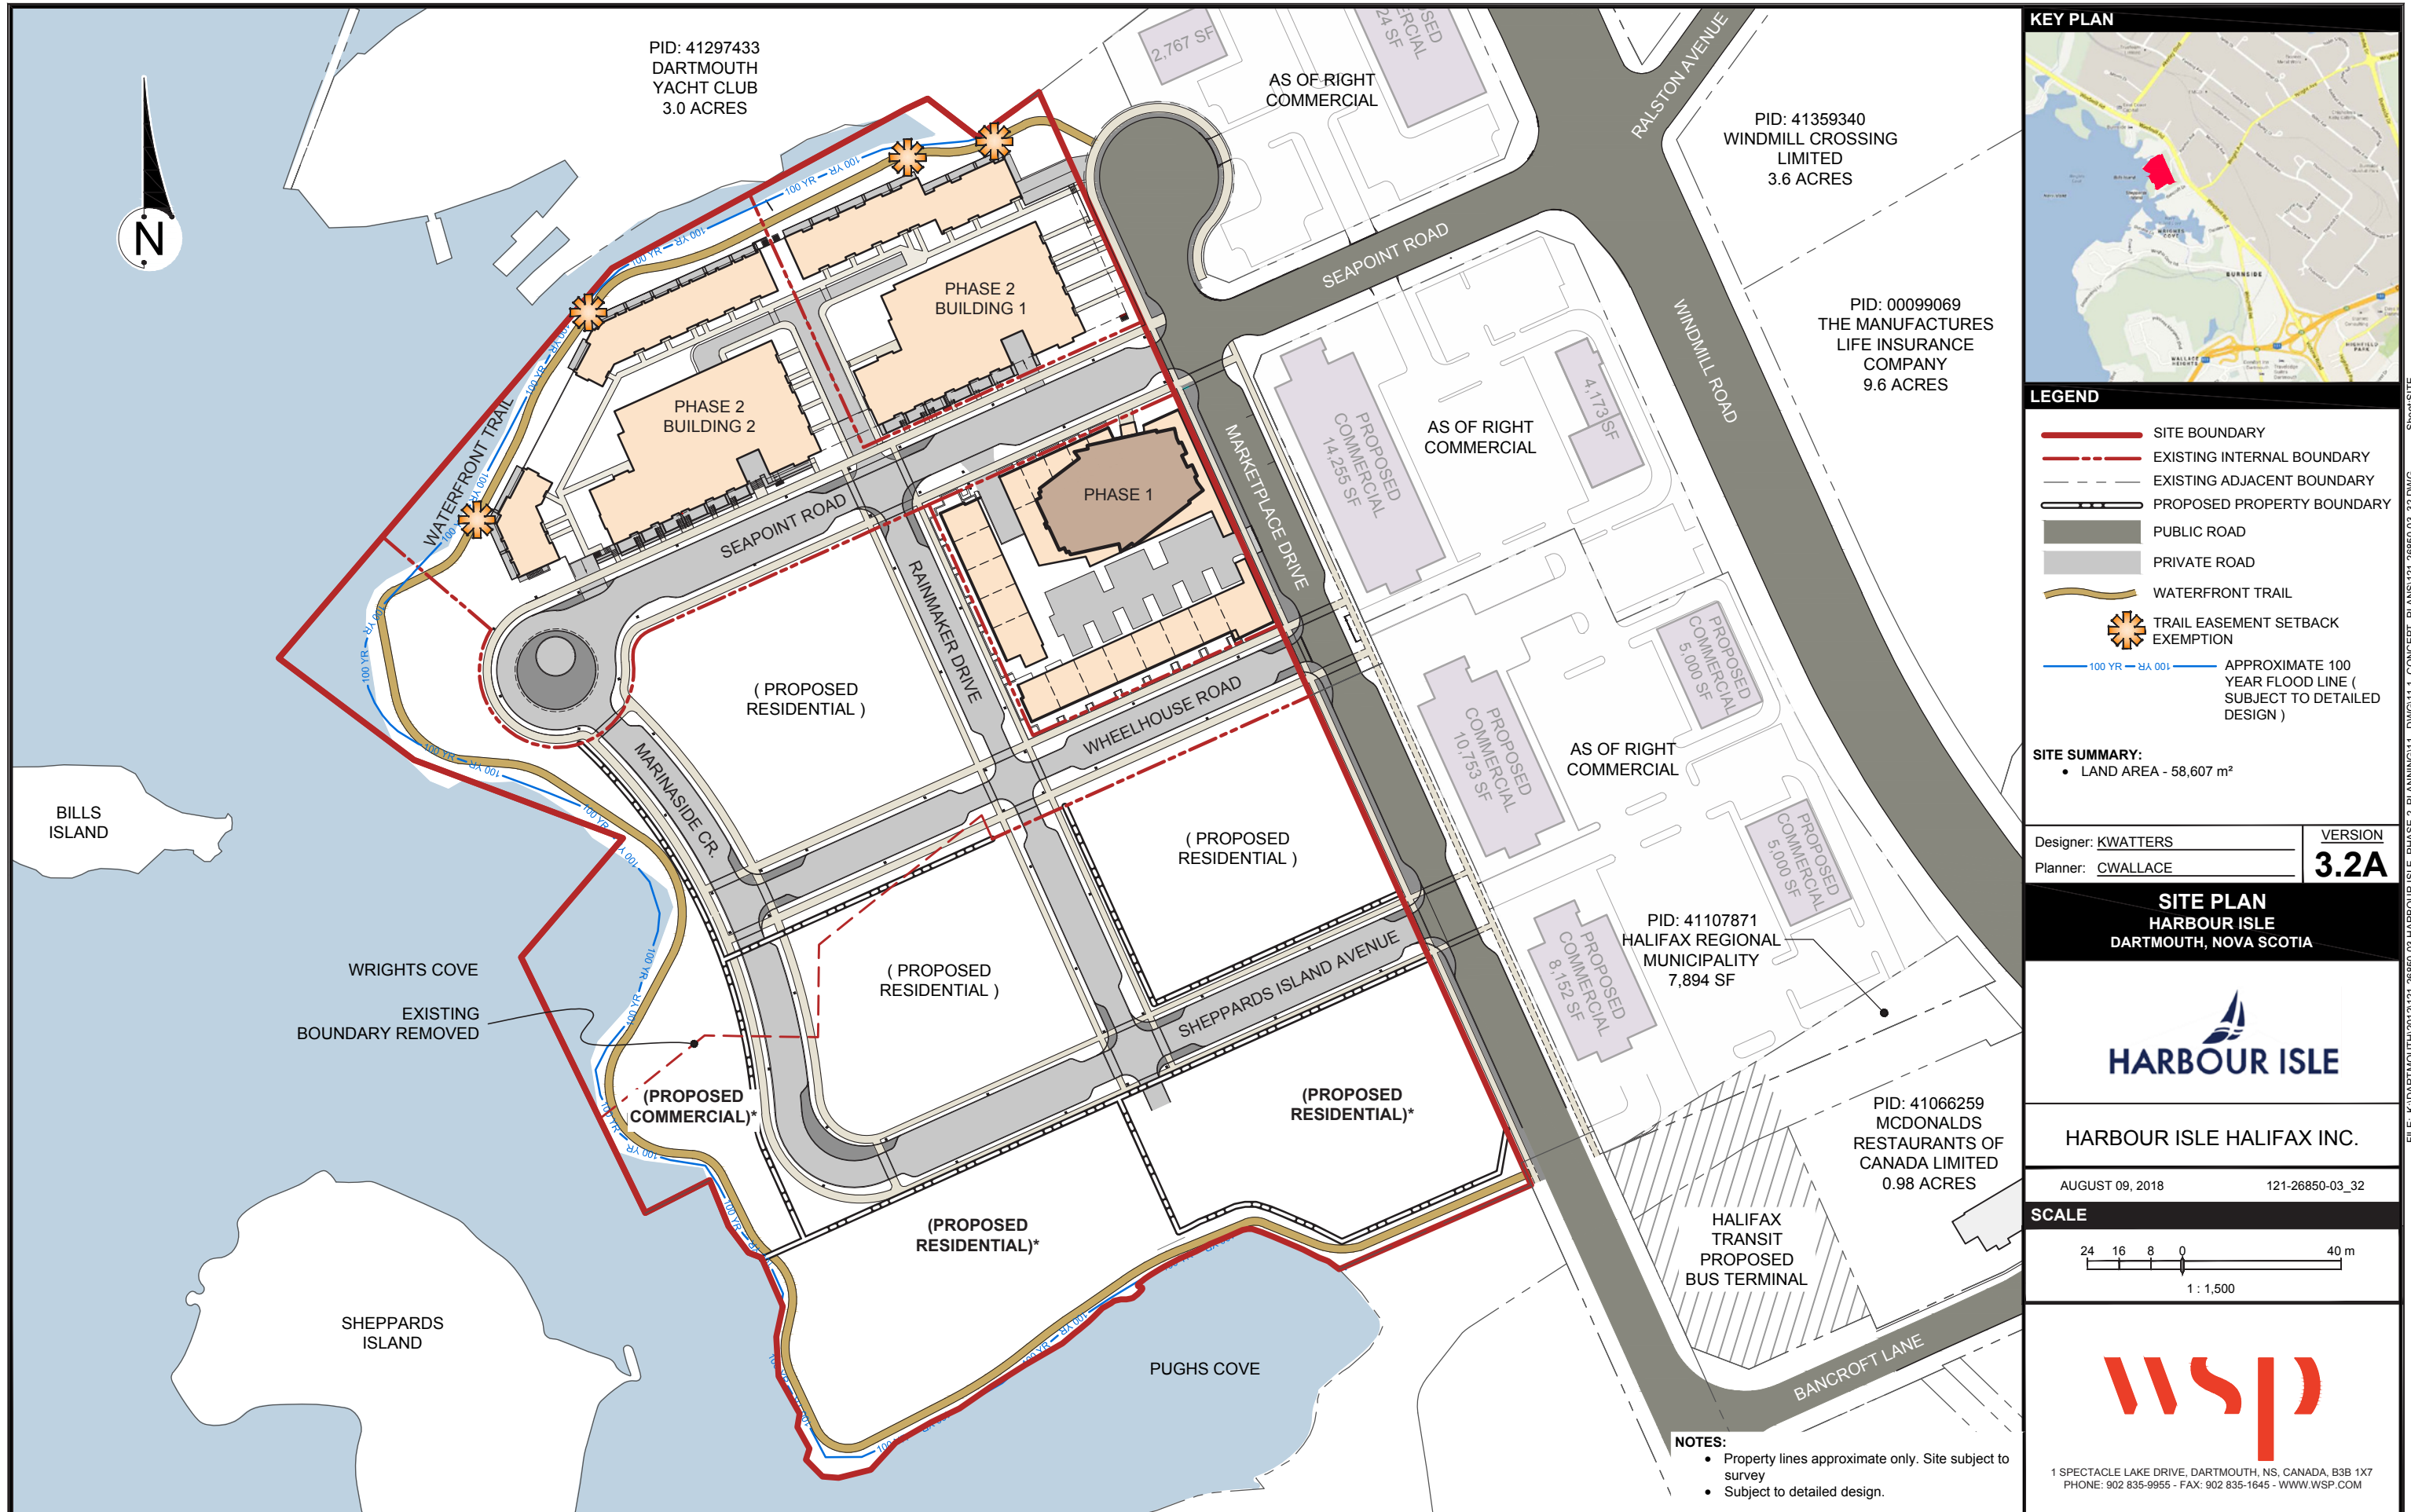 PID: 41297433
DARTMOUTH
YACHT CLUB
3.0 ACRES
2,767 SF
24 SF
AS OF RIGHT
COMMERCIAL
RALSTON AVENUE
PID: 41359340
WINDMILL CROSSING
LIMITED
3.6 ACRES
N
SEAPOINT ROAD
WINDMILL ROAD
PID: 00099069
THE MANUFACTURES
LIFE INSURANCE
COMPANY
9.6 ACRES
PHASE 2
BUILDING 1
PHASE 2
BUILDING 2
WATERFRONT TRAIL
100 YR
PROPOSED
COMMERCIAL
14,255 SF
4,173 SF
AS OF RIGHT
COMMERCIAL
MARKETPLACE DRIVE
PHASE 1
SEAPOINT ROAD
RAINMAKER DRIVE
( PROPOSED
RESIDENTIAL )
WHEELHOUSE ROAD
MARINASIDE CR.
PROPOSED
COMMERCIAL
5,000 SF
PROPOSED
COMMERCIAL
10,753 SF
AS OF RIGHT
COMMERCIAL
BILLS
ISLAND
( PROPOSED
RESIDENTIAL )
PROPOSED
COMMERCIAL
5,000 SF
PID: 41107871
HALIFAX REGIONAL
MUNICIPALITY
7,894 SF
PROPOSED
COMMERCIAL
8,152 SF
WRIGHTS COVE
EXISTING
BOUNDARY REMOVED
( PROPOSED
RESIDENTIAL )
SHEPPARDS ISLAND AVENUE
(PROPOSED
COMMERCIAL)*
(PROPOSED
RESIDENTIAL)*
PID: 41066259
MCDONALDS
RESTAURANTS OF
CANADA LIMITED
0.98 ACRES
(PROPOSED
RESIDENTIAL)*
HALIFAX
TRANSIT
PROPOSED
BUS TERMINAL
SHEPPARDS
ISLAND
PUGHS COVE
BANCROFT LANE
NOTES:
• Property lines approximate only. Site subject to
survey
• Subject to detailed design.
KEY PLAN
BURNSIDE
LEGEND
SITE BOUNDARY
EXISTING INTERNAL BOUNDARY
EXISTING ADJACENT BOUNDARY
PROPOSED PROPERTY BOUNDARY
PUBLIC ROAD
PRIVATE ROAD
WATERFRONT TRAIL
TRAIL EASEMENT SETBACK
EXEMPTION
100 YR 100 YR APPROXIMATE 100
YEAR FLOOD LINE (
SUBJECT TO DETAILED
DESIGN )
SITE SUMMARY:
• LAND AREA - 58,607 m²
Designer: KWATTERS
Planner: CWALLACE
VERSION
3.2A
SITE PLAN
HARBOUR ISLE
DARTMOUTH, NOVA SCOTIA
HARBOUR ISLE
HARBOUR ISLE HALIFAX INC.
AUGUST 09, 2018 121-26850-03_32
SCALE
24 16 8 0 40 m
1 : 1,500
wsp
1 SPECTACLE LAKE DRIVE, DARTMOUTH, NS, CANADA, B3B 1X7
PHONE: 902 835-9955 - FAX: 902 835-1645 - WWW.WSP.COM